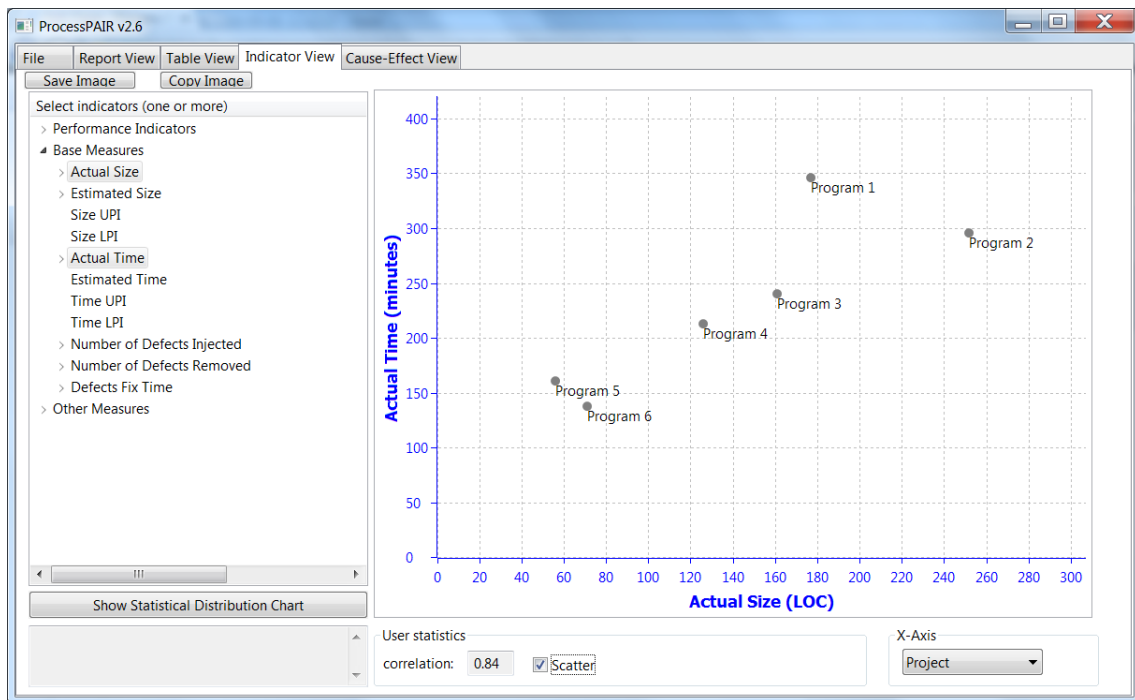 ProcessPAIR v2.6
File Report View Table View Indicator View Cause-Effect View
Save Image Copy Image
Select indicators (one or more)
Performance Indicators
Base Measures
Actual Size
Estimated Size
Size UPI
Size LPI
Actual Time
Estimated Time
Time UPI
Time LPI
Number of Defects Injected
Number of Defects Removed
Defects Fix Time
Other Measures
Show Statistical Distribution Chart
Actual Time (minutes)
400
350
300
250
200
150
100
50
0
Program 1
Program 2
Program 3
Program 4
Program 5
Program 6
0 20 40 60 80 100 120 140 160 180 200 220 240 260 280 300
Actual Size (LOC)
User statistics
correlation: 0.84 Scatter
X-Axis
Project